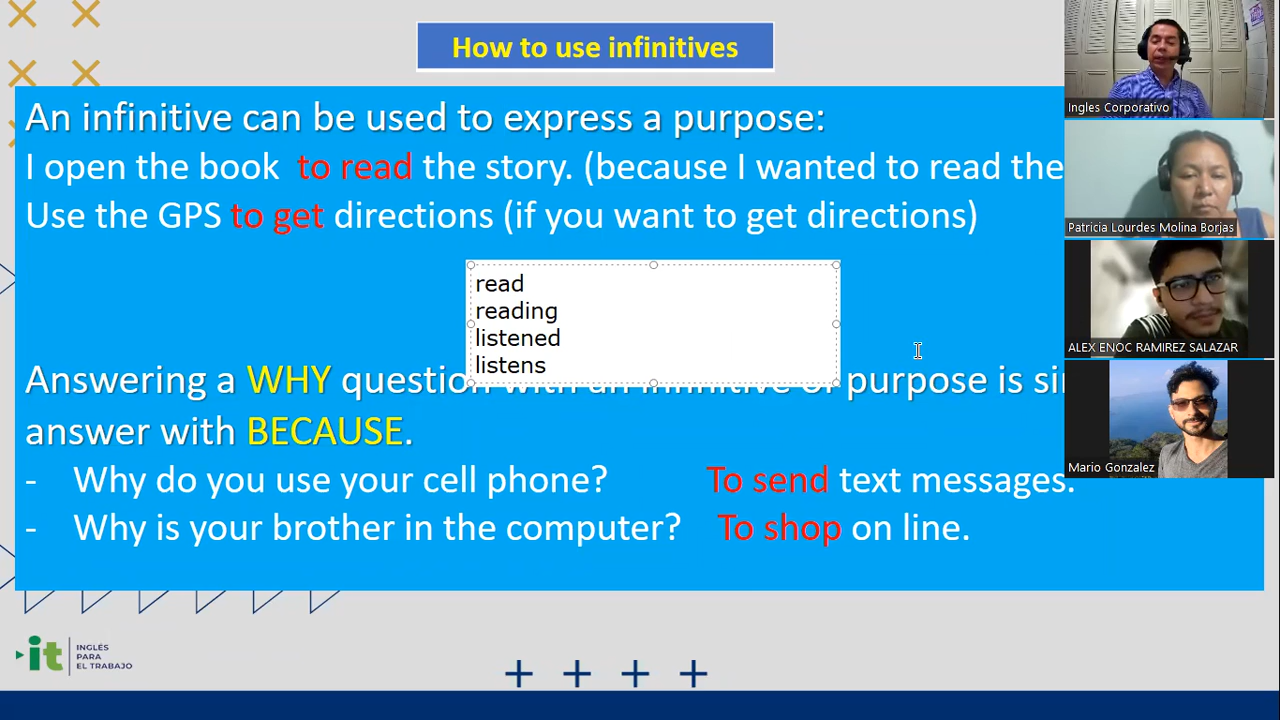 How to use infinitives
An infinitive can be used to express a purpose:
I open the book to read the story. (because I wanted to read the
Use the GPS to get directions (if you want to get directions)
read
reading
listened
listens
Answering a WHY question with an infinitive of purpose is
answer with BECAUSE.
- Why do you use your cell phone? To send text messages.
- Why is your brother in the computer? To shop on line.
it INGLÉS
PARA
EL TRABAJO
Ingles Corporativo
Patricia Lourdes Molina Borjas
ALEX ENOC RAMIREZ SALAZAR
Mario Gonzalez